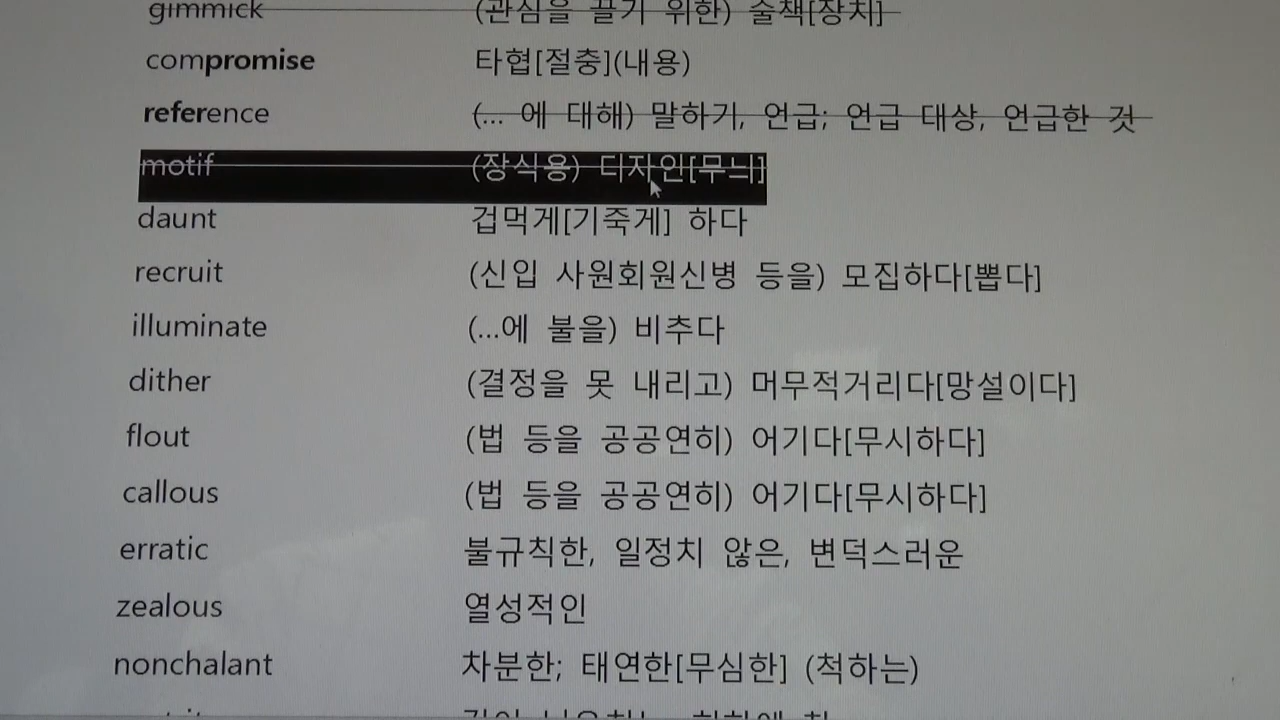 gimmick (관심을 끌기 위한) 술책[장치]
compromise 타협[절충](내용)
reference (... 에 대해) 말하기, 언급; 언급 대상, 언급한 것
motif (장식용) 디자인[무늬]
daunt 겁먹게[기죽게] 하다
recruit (신입 사원회원신병 등을) 모집하다[뽑다]
illuminate (...에 불을) 비추다
dither (결정을 못 내리고) 머무적거리다[망설이다]
flout (법 등을 공공연히) 어기다[무시하다]
callous (법 등을 공공연히) 어기다[무시하다]
erratic 불규칙한, 일정치 않은, 변덕스러운
zealous 열성적인
nonchalant 차분한; 태연한[무심한] (척하는)